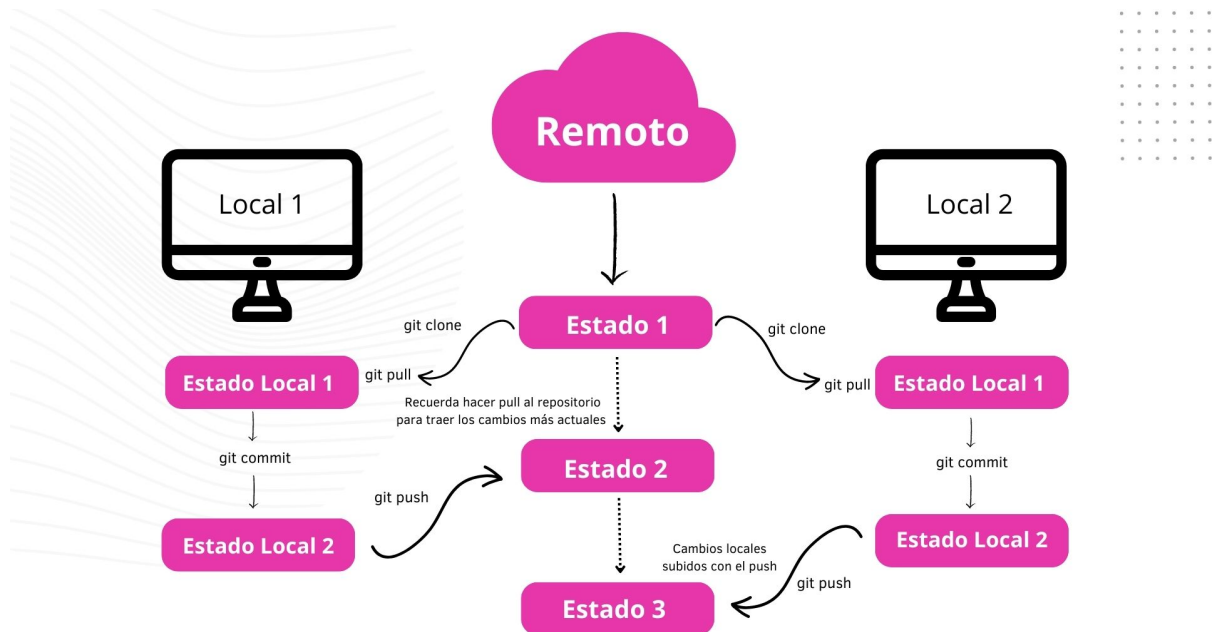 Remoto
Local 1
Local 2
Estado 1
git clone
git clone
Estado Local 1
git pull
git pull
Estado Local 1
Recuerda hacer pull al repositorio
para traer los cambios más actuales
git commit
git commit
Estado 2
git push
Estado Local 2
Estado Local 2
Cambios locales
subidos con el push
git push
Estado 3